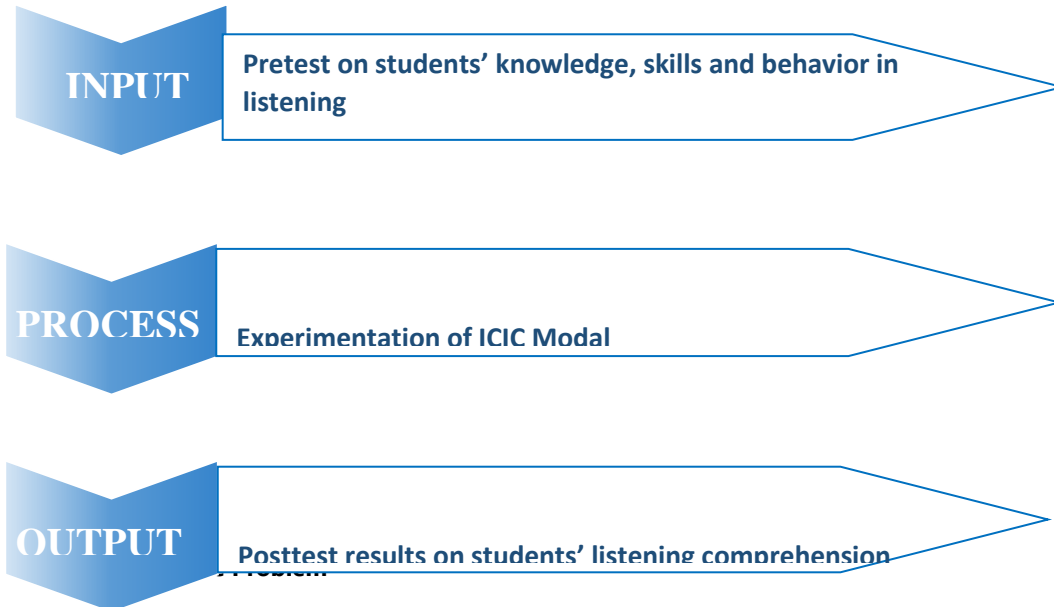 INPUT
Pretest on students’ knowledge, skills and behavior in
listening
PROCESS
Experimentation of ICIC Modal
OUTPUT
Posttest results on students’ listening comprehension
Problem